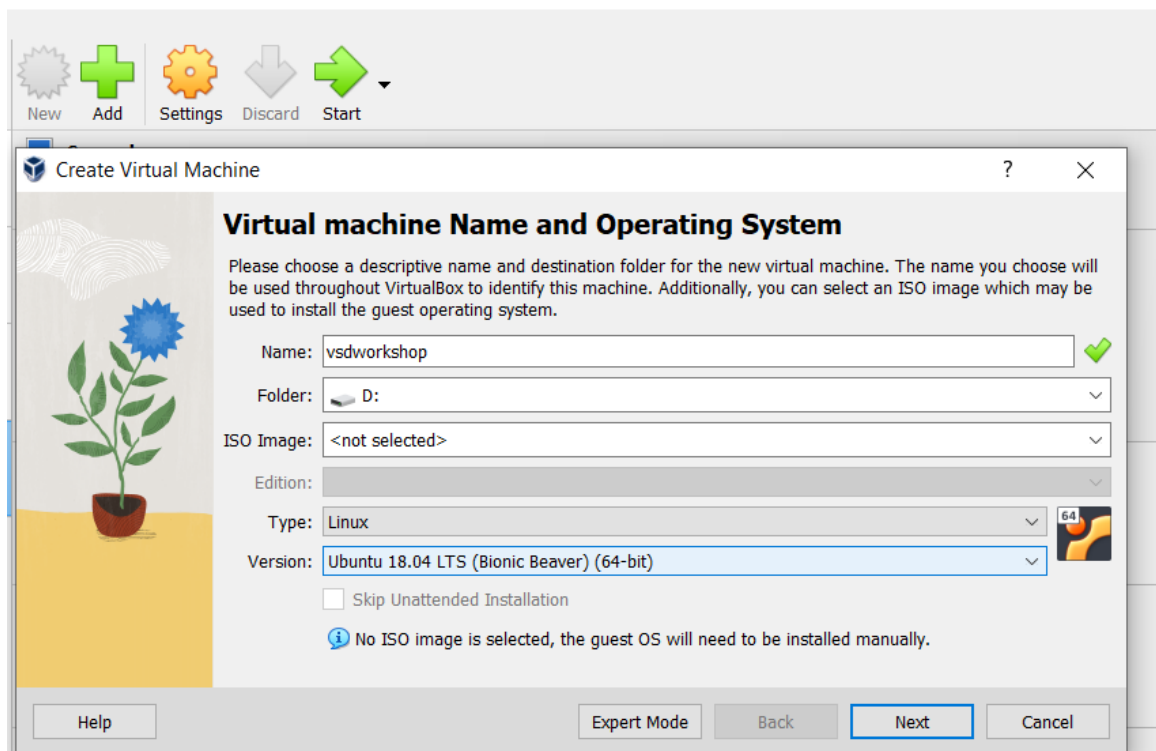 New Add Settings Discard Start
Create Virtual Machine ?
Virtual machine Name and Operating System
Please choose a descriptive name and destination folder for the new virtual machine. The name you choose will
be used throughout VirtualBox to identify this machine. Additionally, you can select an ISO image which may be
used to install the guest operating system.
Name: vsdworkshop
Folder: D:
ISO Image: <not selected>
Edition:
Type: Linux
64
Version: Ubuntu 18.04 LTS (Bionic Beaver) (64-bit)
Skip Unattended Installation
No ISO image is selected, the guest OS will need to be installed manually.
Help Expert Mode Back Next Cancel